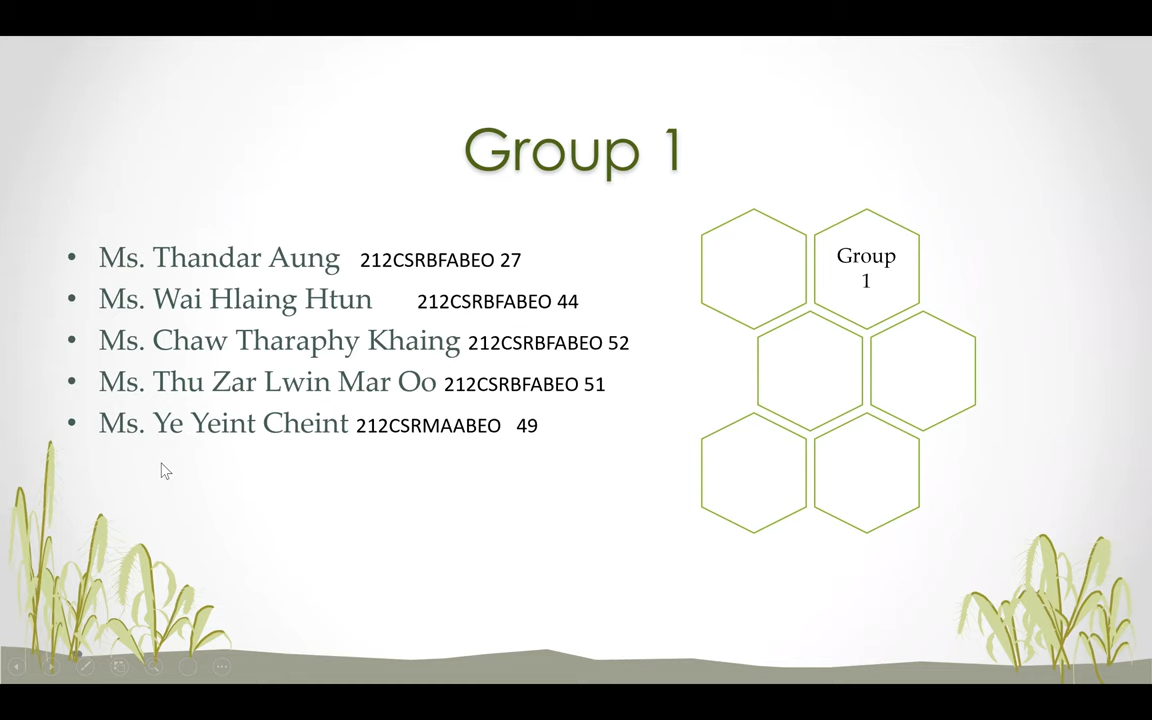 Group 1
• Ms. Thandar Aung 212CSRBFABEO 27
• Ms. Wai Hlaing Htun 212CSRBFABEO 44
• Ms. Chaw Tharaphy Khaing 212CSRBFABEO 52
• Ms. Thu Zar Lwin Mar Oo 212CSRBFABEO 51
• Ms. Ye Yeint Cheint 212CSRMAABEO 49
Group
1